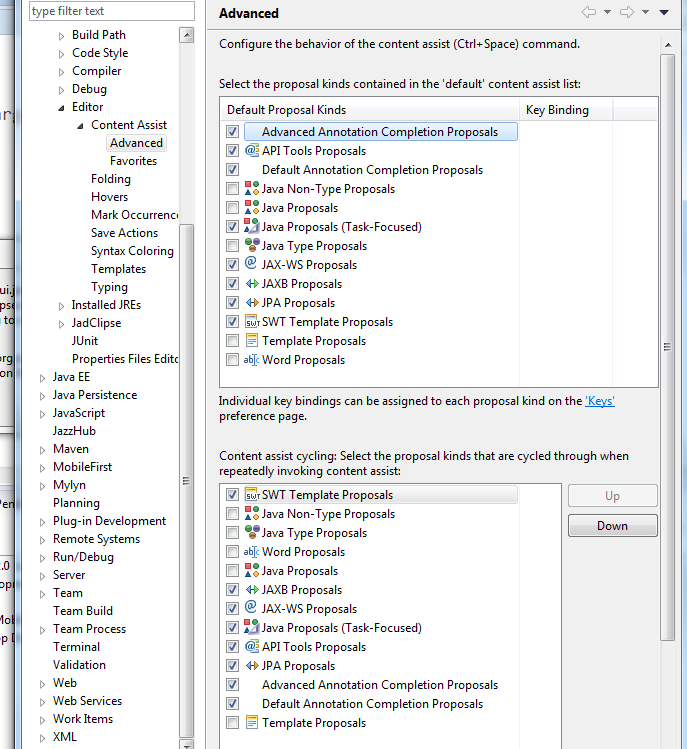 type filter text
Build Path
Code Style
Compiler
Debug
Editor
Content Assist
Advanced
Favorites
Folding
Hovers
Mark Occurrenc
Save Actions
Syntax Coloring
Templates
Typing
Installed JREs
JadClipse
JUnit
Properties Files Edito
Java EE
Java Persistence
JavaScript
JazzHub
Maven
MobileFirst
Mylyn
Planning
Plug-in Development
Remote Systems
Run/Debug
Server
Team
Team Build
Team Process
Terminal
Validation
Web
Web Services
Work Items
XML
Advanced
Configure the behavior of the content assist (Ctrl+Space) command.
Select the proposal kinds contained in the 'default' content assist list:
Default Proposal Kinds Key Binding
Advanced Annotation Completion Proposals
API Tools Proposals
Default Annotation Completion Proposals
Java Non-Type Proposals
Java Proposals
Java Proposals (Task-Focused)
Java Type Proposals
JAX-WS Proposals
JAXB Proposals
JPA Proposals
SWT Template Proposals
Template Proposals
Word Proposals
Individual key bindings can be assigned to each proposal kind on the 'Keys'
preference page.
Content assist cycling: Select the proposal kinds that are cycled through when
repeatedly invoking content assist:
SWT Template Proposals
Java Non-Type Proposals
Java Type Proposals
Word Proposals
Java Proposals
JAXB Proposals
JAX-WS Proposals
Java Proposals (Task-Focused)
API Tools Proposals
JPA Proposals
Advanced Annotation Completion Proposals
Default Annotation Completion Proposals
Template Proposals
Up
Down